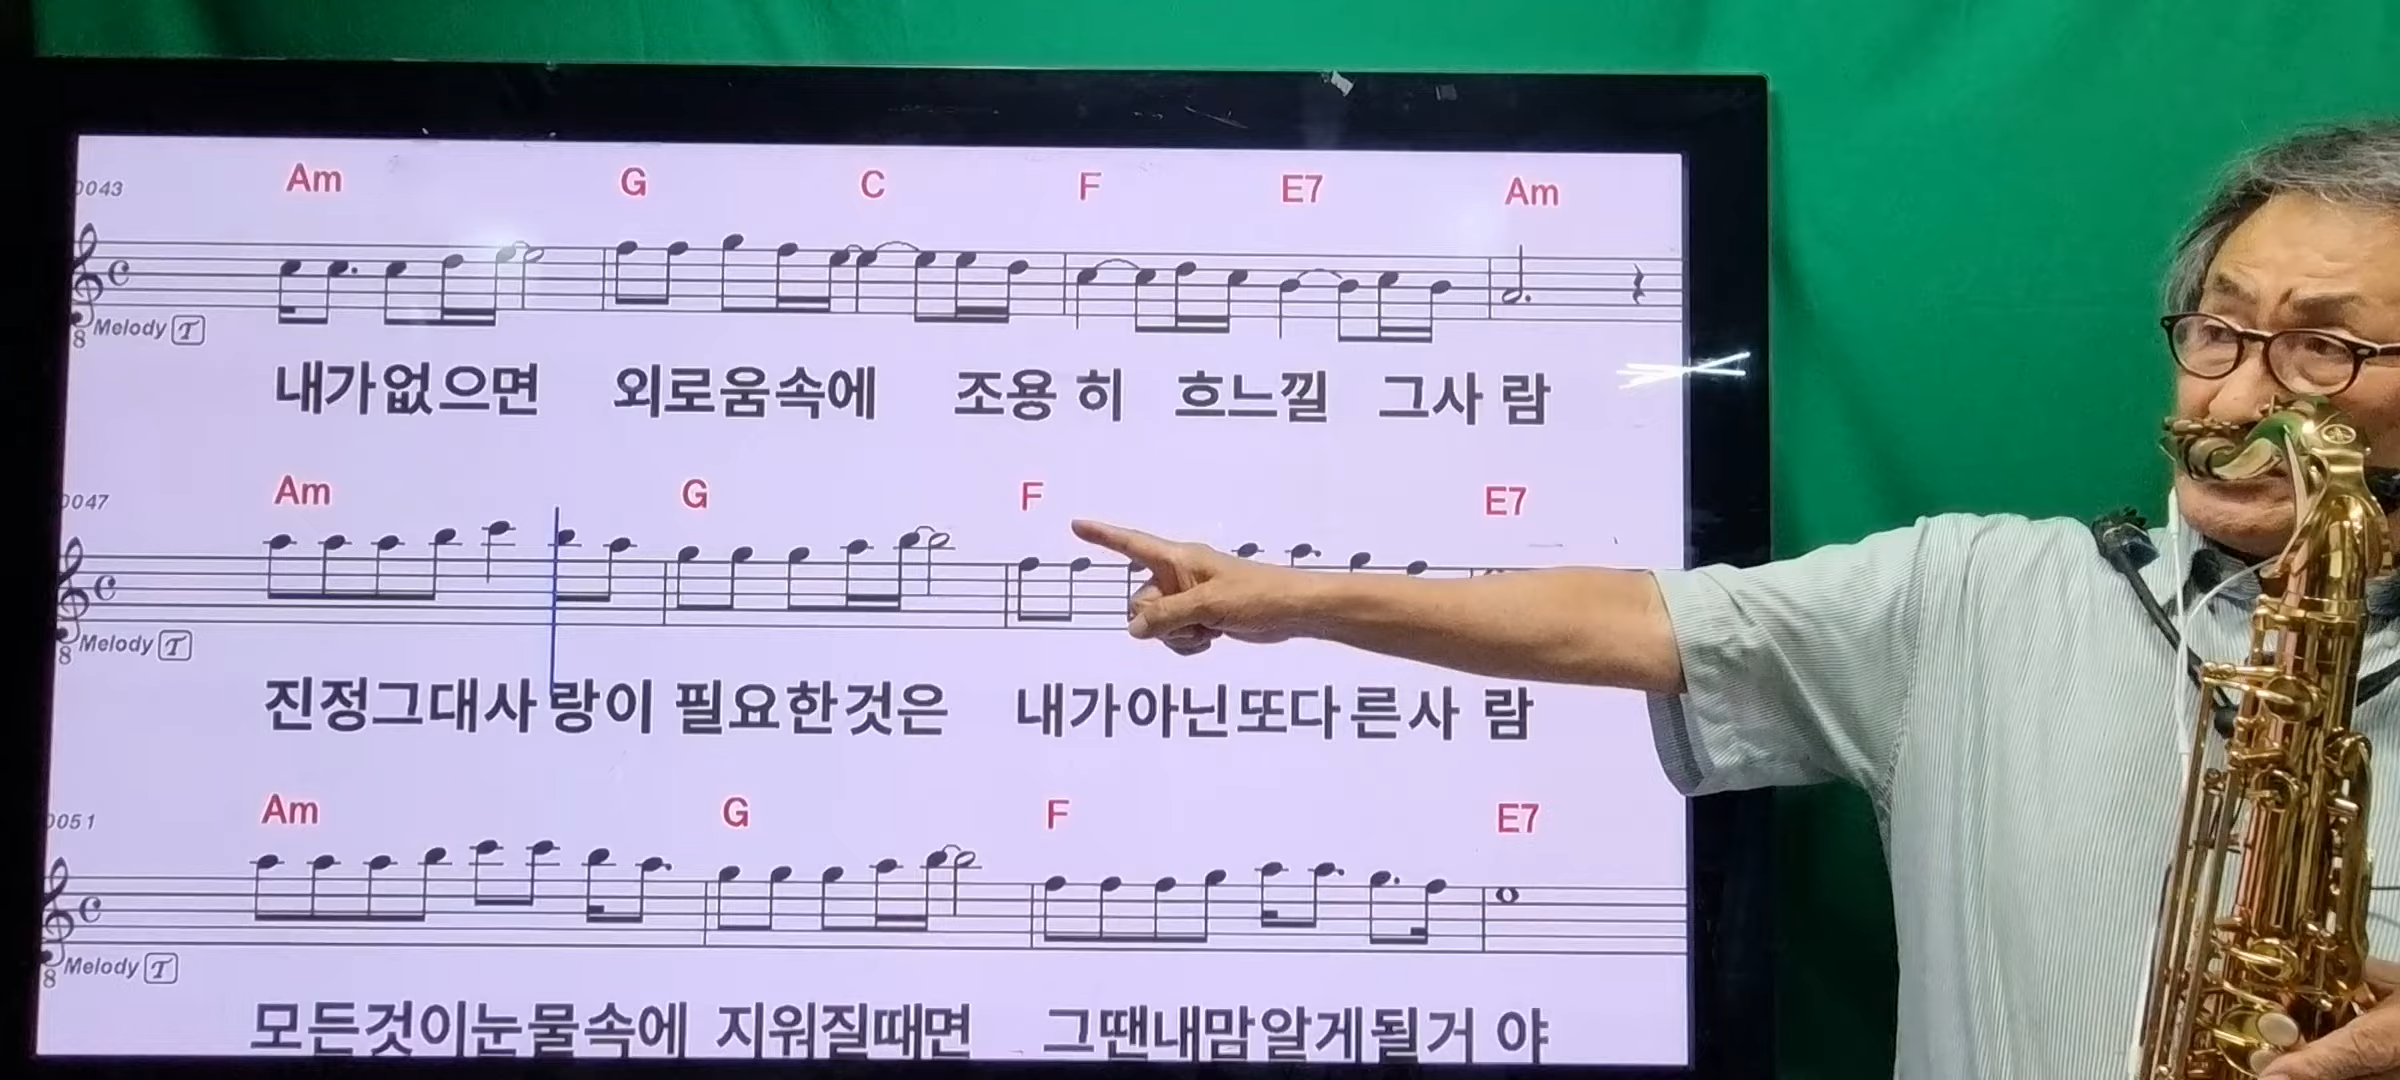 Am G C F E7 Am
0043
8 Melody T
내가없으면 외로움속에 조용 히 흐느낄 그사 람
Am G F E7
0047
8 Melody T
진정그대사랑이 필요한것은 내가아닌또다른사 람
Am G F E7
0051
8 Melody T
모든것이눈물속에 지워질때면 그땐내맘알게될거 야